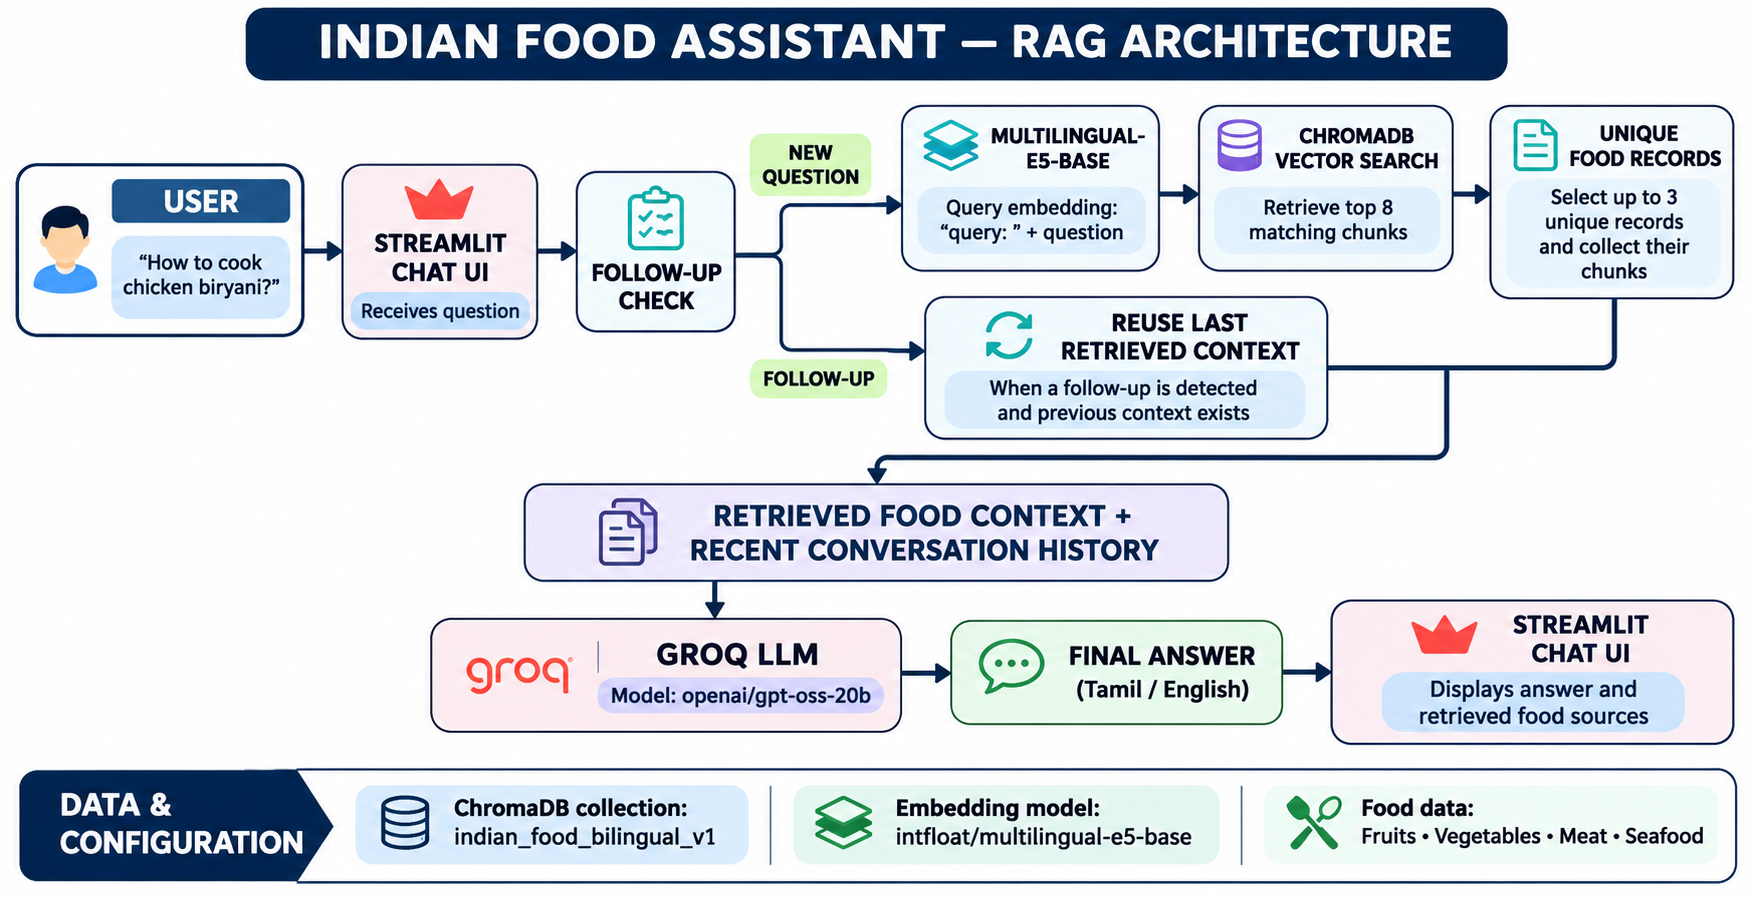 INDIAN FOOD ASSISTANT — RAG ARCHITECTURE
USER
“How to cook
chicken biryani?”
STREAMLIT
CHAT UI
Receives question
FOLLOW-UP
CHECK
NEW
QUESTION
FOLLOW-UP
MULTILINGUAL-
E5-BASE
Query embedding:
“query: ” + question
CHROMADB
VECTOR SEARCH
Retrieve top 8
matching chunks
UNIQUE
FOOD RECORDS
Select up to 3
unique records
and collect their
chunks
REUSE LAST
RETRIEVED CONTEXT
When a follow-up is detected
and previous context exists
RETRIEVED FOOD CONTEXT +
RECENT CONVERSATION HISTORY
groq
GROQ LLM
Model: openai/gpt-oss-20b
FINAL ANSWER
(Tamil / English)
STREAMLIT
CHAT UI
Displays answer and
retrieved food sources
DATA &
CONFIGURATION
ChromaDB collection:
indian_food_bilingual_v1
Embedding model:
intfloat/multilingual-e5-base
Food data:
Fruits • Vegetables • Meat • Seafood